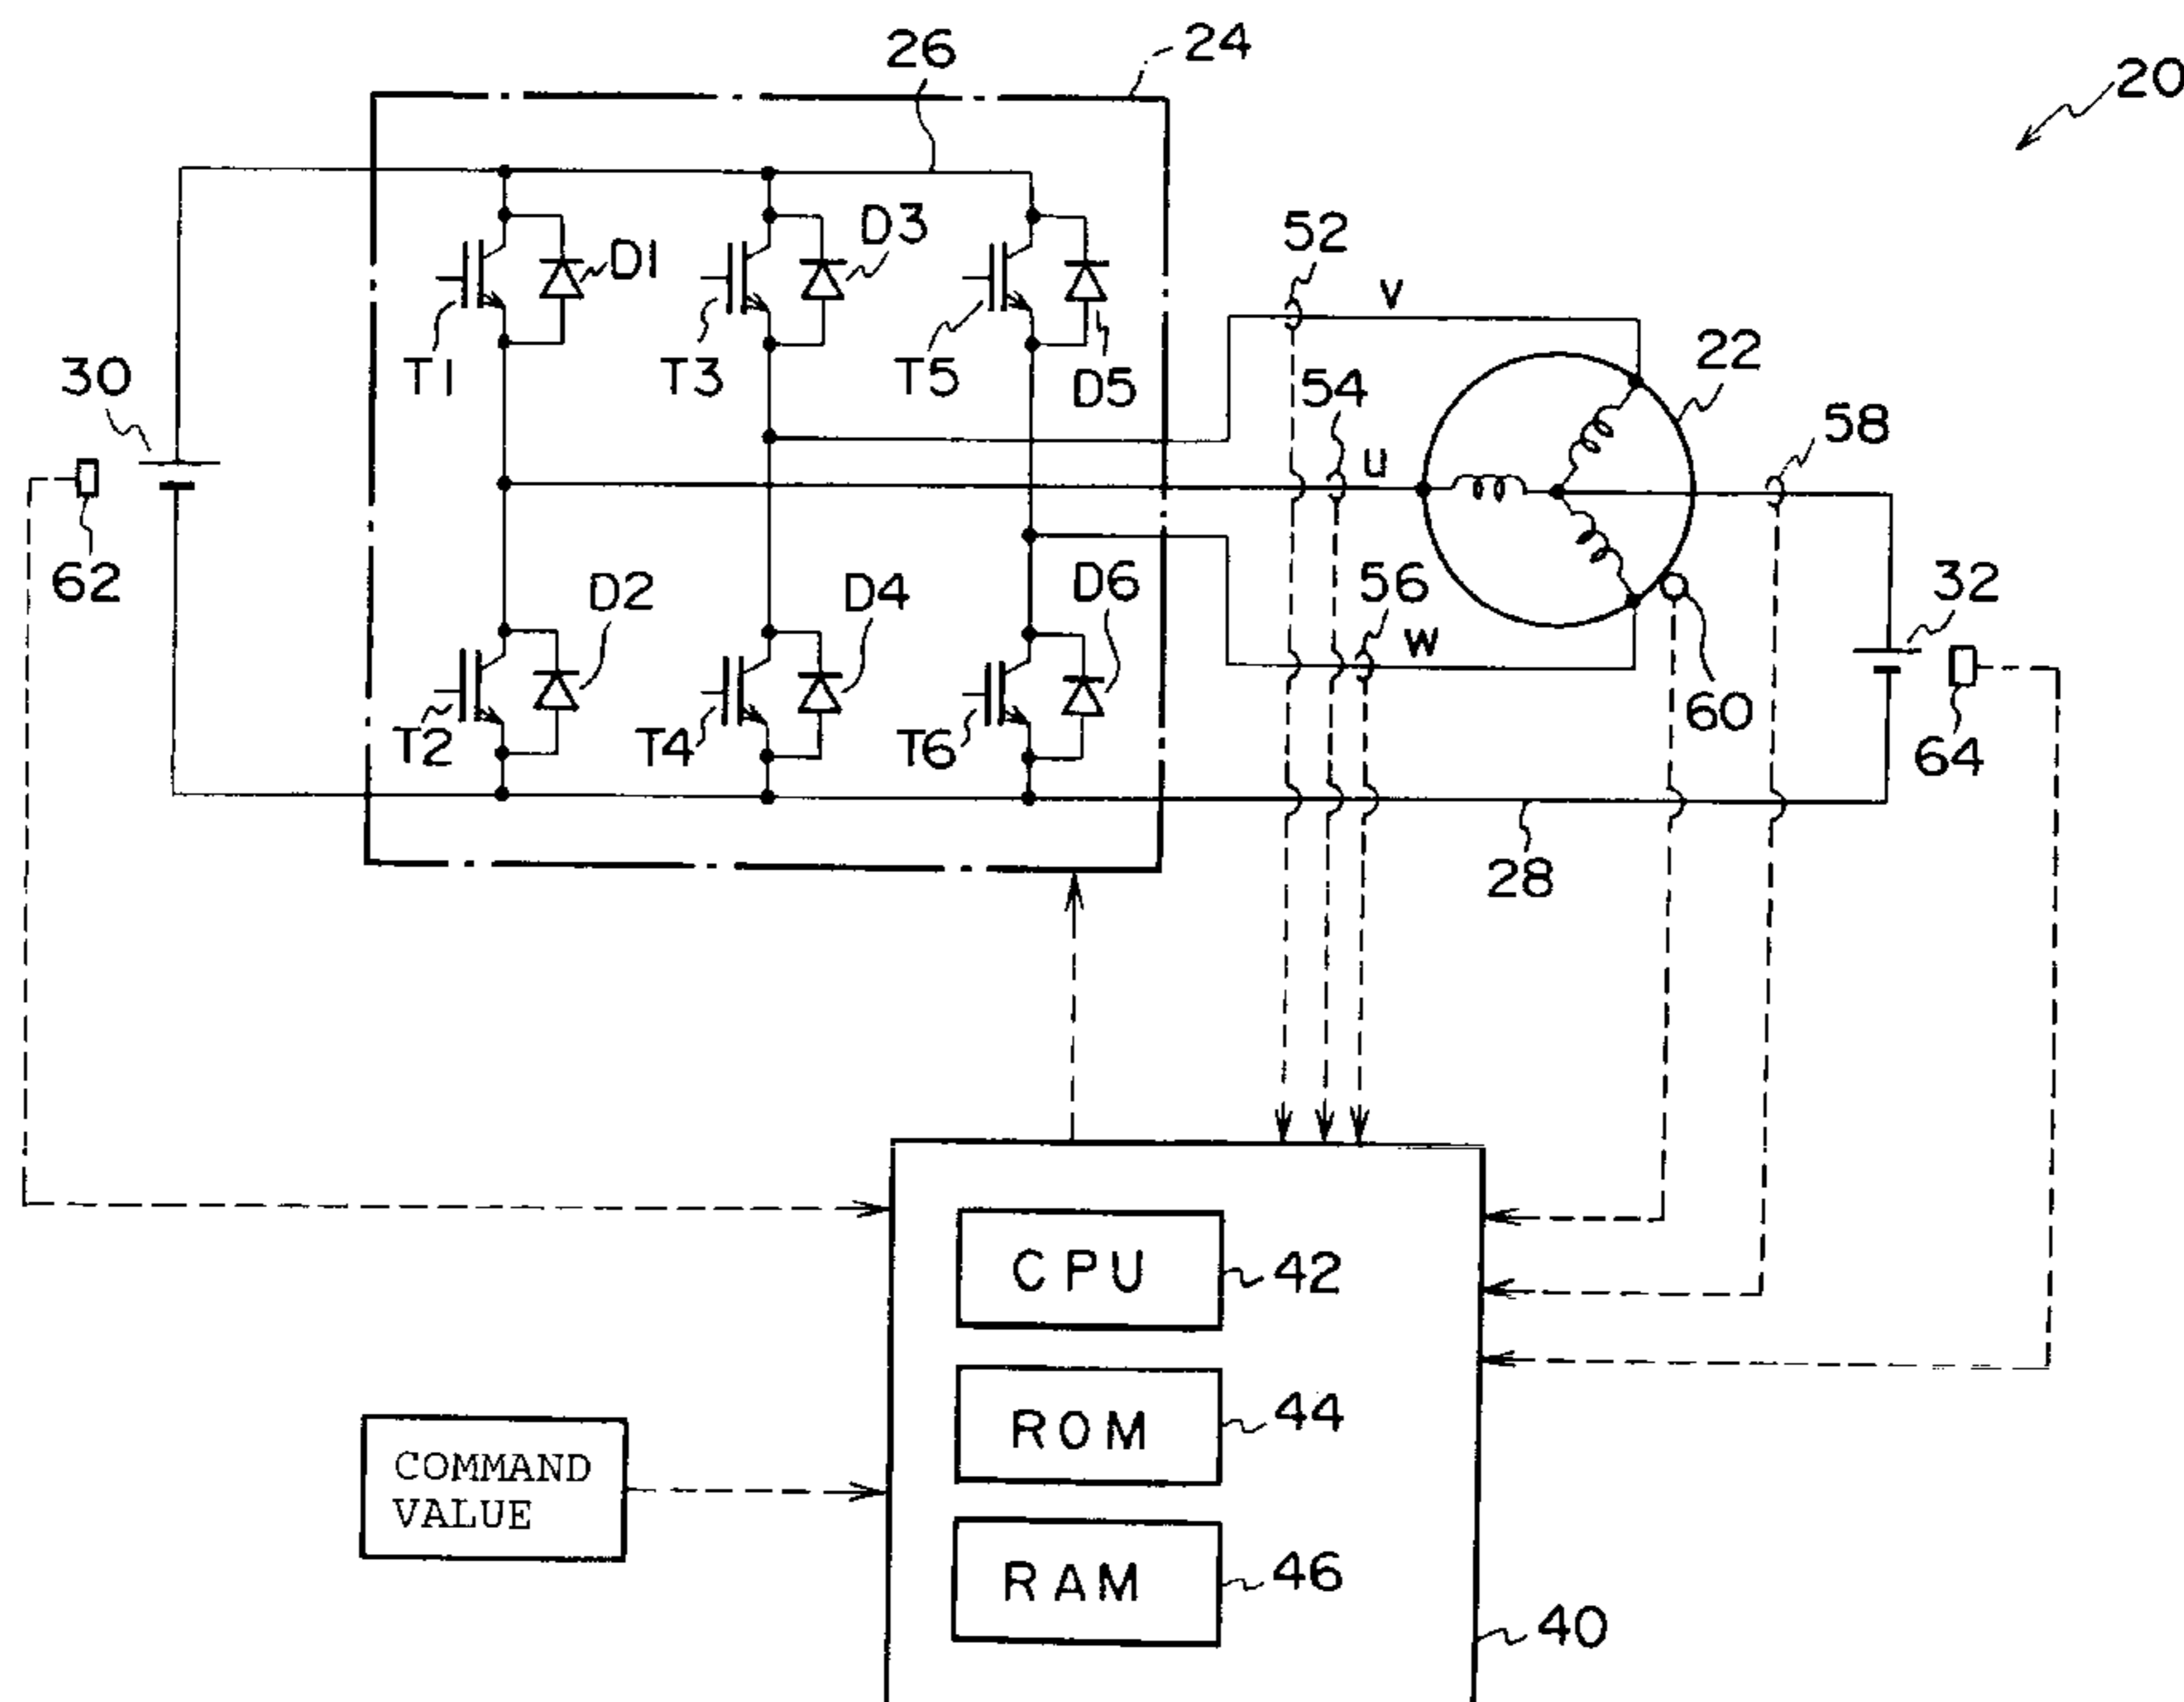 26
24
20
D1
D3
52
V
T1
T3
T5
D5
30
54
22
58
u
62
D2
D4
D6
56
W
32
T2
T4
T6
60
64
28
CPU
42
ROM
44
COMMAND
VALUE
RAM
46
40